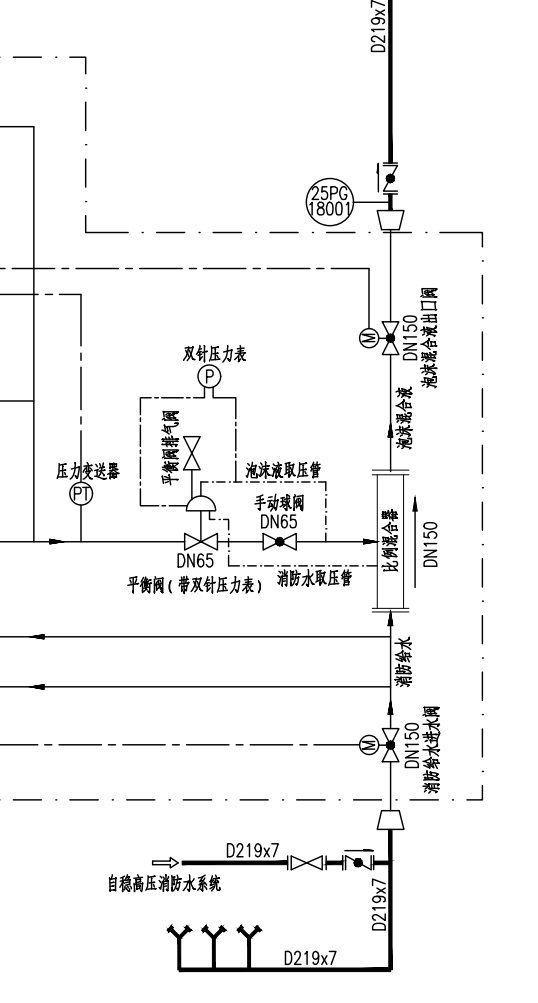 D219x7
25PG
18001
M
DN150
泡沫混合液出口阀
双针压力表
P
平衡阀排气阀
泡沫混合液
压力变送器
PT
泡沫液取压管
手动球阀
DN65
DN65
平衡阀(带双针压力表)
消防水取压管
比例混合器
DN150
消防给水
M
DN150
消防给水进水阀
D219x7
自稳高压消防水系统
D219x7
D219x7